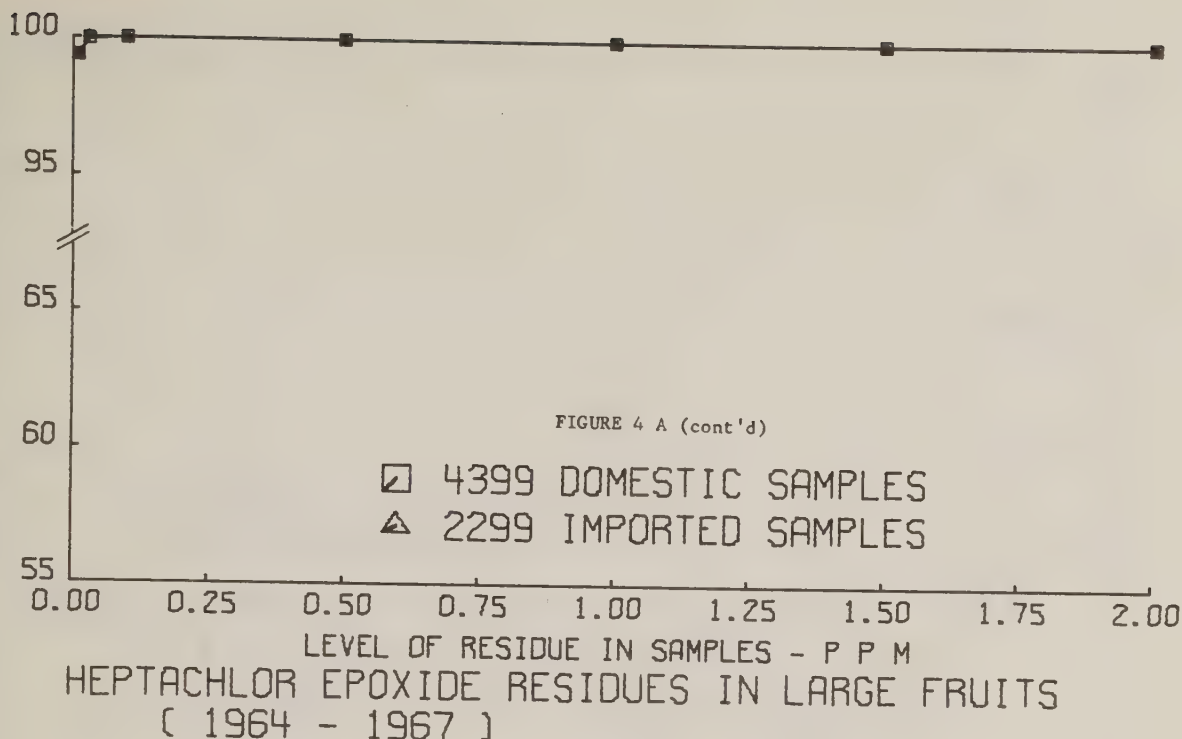 100
95
65
60
55
FIGURE 4 A (cont'd)
4399 DOMESTIC SAMPLES
2299 IMPORTED SAMPLES
0.00 0.25 0.50 0.75 1.00 1.25 1.50 1.75 2.00
LEVEL OF RESIDUE IN SAMPLES - P P M
HEPTACHLOR EPOXIDE RESIDUES IN LARGE FRUITS
( 1964 - 1967 )